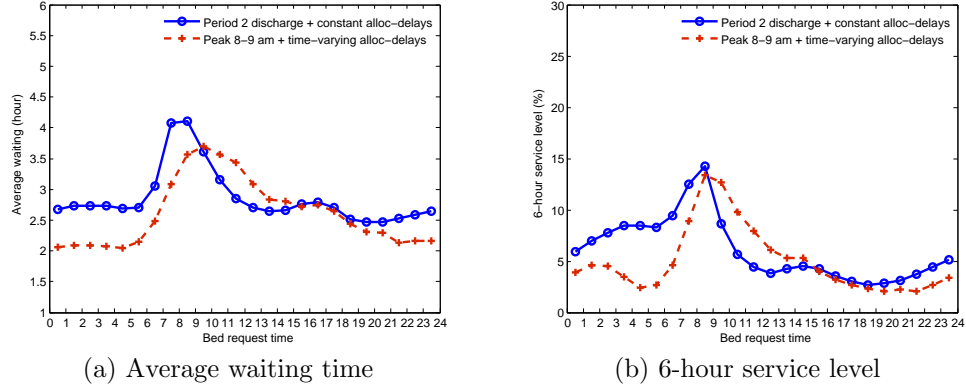 6
5.5
5
4.5
4
3.5
3
2.5
2
1.5
1
Average waiting (hour)
Period 2 discharge + constant alloc−delays
Peak 8−9 am + time−varying alloc−delays
0 1 2 3 4 5 6 7 8 9 10 11 12 13 14 15 16 17 18 19 20 21 22 23 24
Bed request time
(a) Average waiting time
30
25
20
15
10
5
0
6−hour service level (%)
Period 2 discharge + constant alloc−delays
Peak 8−9 am + time−varying alloc−delays
0 1 2 3 4 5 6 7 8 9 10 11 12 13 14 15 16 17 18 19 20 21 22 23 24
Bed request time
(b) 6-hour service level